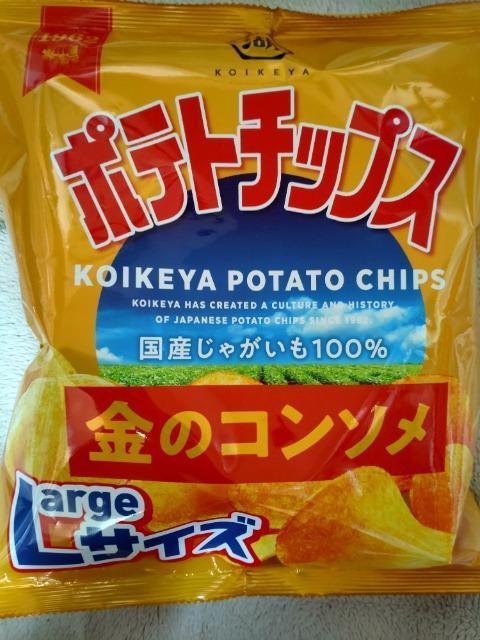 1962
湖
KOIKEYA
ポテトチップス
KOIKEYA POTATO CHIPS
KOIKEYA HAS CREATED A CULTURE AND HISTORY
OF JAPANESE POTATO CHIPS SINCE 1962.
国産じゃがいも100%
金のコンソメ
Large
Lサイズ